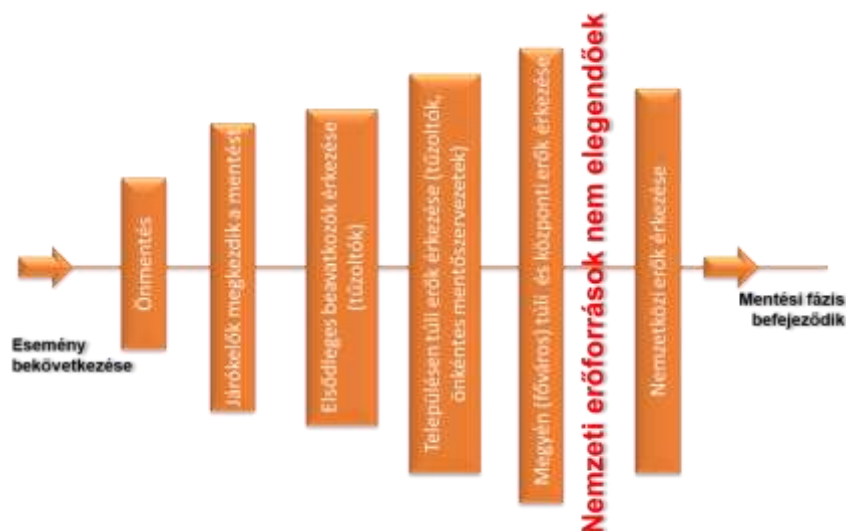 Esemény
bekövetkezése
Önmentés
Járókelők megkezdik a mentést
Elsődleges beavatkozók érkezése
(tűzoltók)
Településen túli erők érkezése (tűzoltók,
önkéntes mentőszervezetek)
Megyén (főváros) túli és központi erők érkezése
Nemzeti erőforrások nem elegendőek
Nemzetközi erők érkezése
Mentési fázis
befejeződik